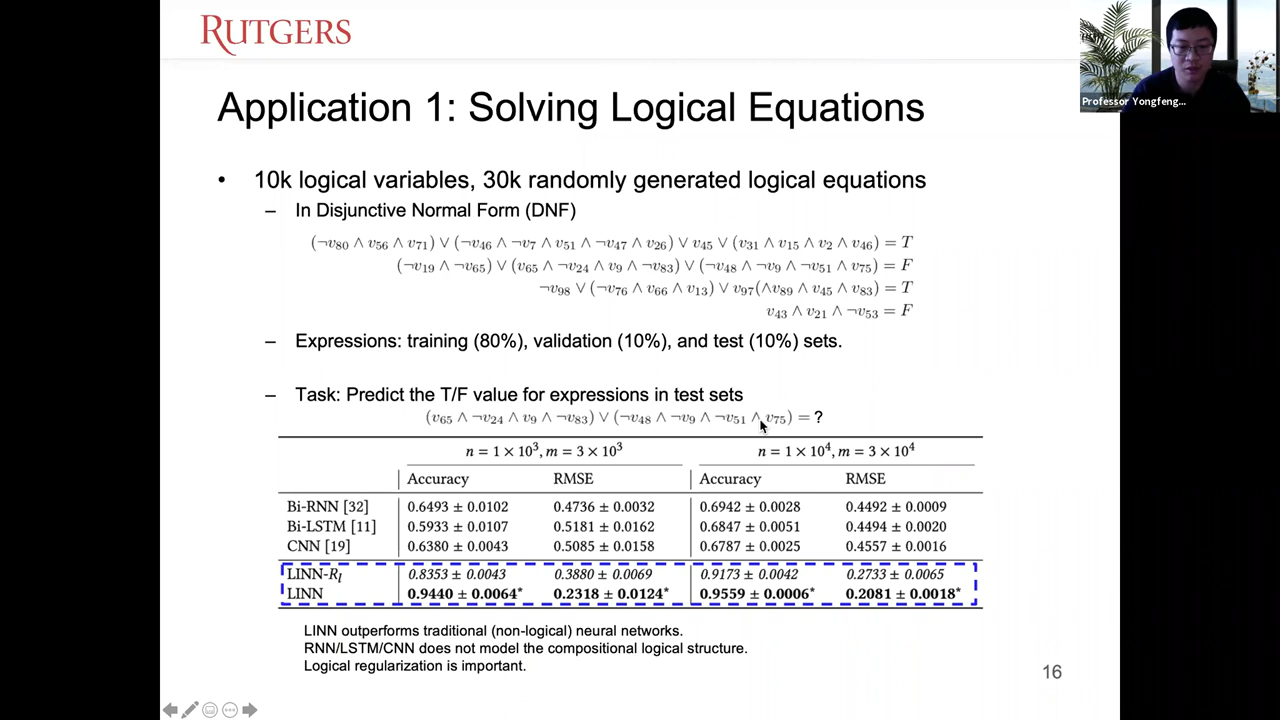 RUTGERS
Professor Yongfeng...
Application 1: Solving Logical Equations
• 10k logical variables, 30k randomly generated logical equations
– In Disjunctive Normal Form (DNF)
(¬v80 ∧ v56 ∧ v71) ∨ (¬v46 ∧ ¬v7 ∧ v51 ∧ ¬v47 ∧ v26) ∨ v45 ∨ (v31 ∧ v15 ∧ v2 ∧ v46) = T
(¬v19 ∧ ¬v65) ∨ (v65 ∧ ¬v24 ∧ v9 ∧ ¬v83) ∨ (¬v48 ∧ ¬v9 ∧ ¬v51 ∧ v75) = F
¬v98 ∨ (¬v76 ∧ v66 ∧ v13) ∨ v97(∧v89 ∧ v45 ∧ v83) = T
v43 ∧ v21 ∧ ¬v53 = F
– Expressions: training (80%), validation (10%), and test (10%) sets.
– Task: Predict the T/F value for expressions in test sets
(v65 ∧ ¬v24 ∧ v9 ∧ ¬v83) ∨ (¬v48 ∧ ¬v9 ∧ ¬v51 ∧ v75) = ?
n = 1 × 10³, m = 3 × 10³ n = 1 × 10⁴, m = 3 × 10⁴
Accuracy RMSE Accuracy RMSE
Bi-RNN [32] 0.6493 ± 0.0102 0.4736 ± 0.0032 0.6942 ± 0.0028 0.4492 ± 0.0009
Bi-LSTM [11] 0.5933 ± 0.0107 0.5181 ± 0.0162 0.6847 ± 0.0051 0.4494 ± 0.0020
CNN [19] 0.6380 ± 0.0043 0.5085 ± 0.0158 0.6787 ± 0.0025 0.4557 ± 0.0016
LINN-Rl 0.8353 ± 0.0043 0.3880 ± 0.0069 0.9173 ± 0.0042 0.2733 ± 0.0065
LINN 0.9440 ± 0.0064* 0.2318 ± 0.0124* 0.9559 ± 0.0006* 0.2081 ± 0.0018*
LINN outperforms traditional (non-logical) neural networks.
RNN/LSTM/CNN does not model the compositional logical structure.
Logical regularization is important.
16